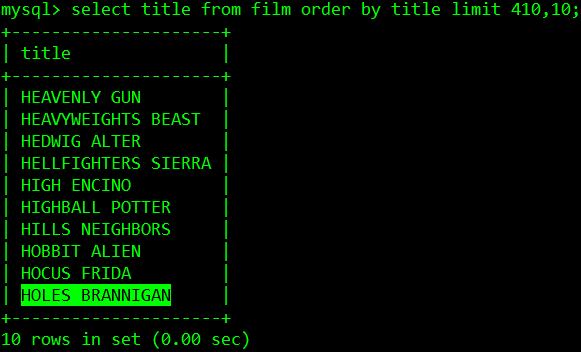 mysql> select title from film order by title limit 410,10;
+---------------------+
| title               |
+---------------------+
| HEAVENLY GUN        |
| HEAVYWEIGHTS BEAST  |
| HEDWIG ALTER        |
| HELLFIGHTERS SIERRA |
| HIGH ENCINO         |
| HIGHBALL POTTER     |
| HILLS NEIGHBORS     |
| HOBBIT ALIEN        |
| HOCUS FRIDA         |
| HOLES BRANNIGAN     |
+---------------------+
10 rows in set (0.00 sec)